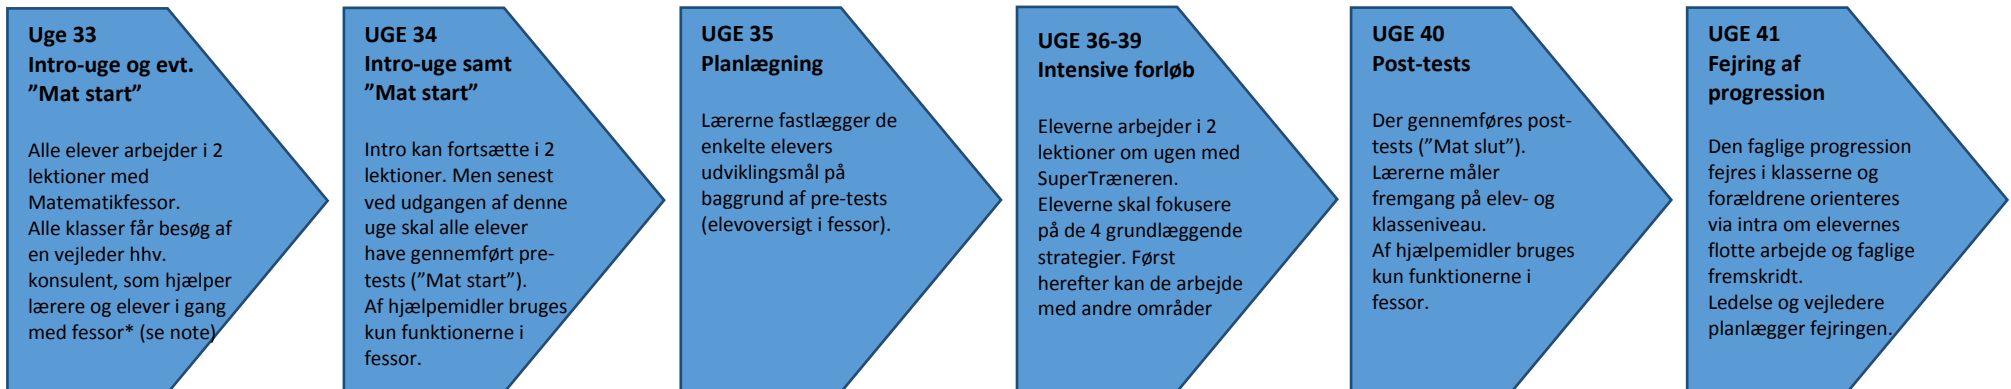 Uge 33
Intro-uge og evt.
”Mat start”
Alle elever arbejder i 2
lektioner med
Matematikfessor.
Alle klasser får besøg af
en vejleder hhv.
konsulent, som hjælper
lærere og elever i gang
med fessor* (se note)
UGE 34
Intro-uge samt
”Mat start”
Intro kan fortsætte i 2
lektioner. Men senest
ved udgangen af denne
uge skal alle elever
have gennemført pre-
tests (”Mat start”).
Af hjælpemidler bruges
kun funktionerne i
fessor.
UGE 35
Planlægning
Lærerne fastlægger de
enkelte elevers
udviklingsmål på
baggrund af pre-tests
(elevoversigt i fessor).
UGE 36-39
Intensive forløb
Eleverne arbejder i 2
lektioner om ugen med
SuperTræneren.
Eleverne skal fokusere
på de 4 grundlæggende
strategier. Først
herefter kan de arbejde
med andre områder
UGE 40
Post-tests
Der gennemføres post-
tests (”Mat slut”).
Lærerne måler
fremgang på elev- og
klasseniveau.
Af hjælpemidler bruges
kun funktionerne i
fessor.
UGE 41
Fejring af
progression
Den faglige progression
fejres i klasserne og
forældrene orienteres
via intra om elevernes
flotte arbejde og faglige
fremskridt.
Ledelse og vejledere
planlægger fejringen.